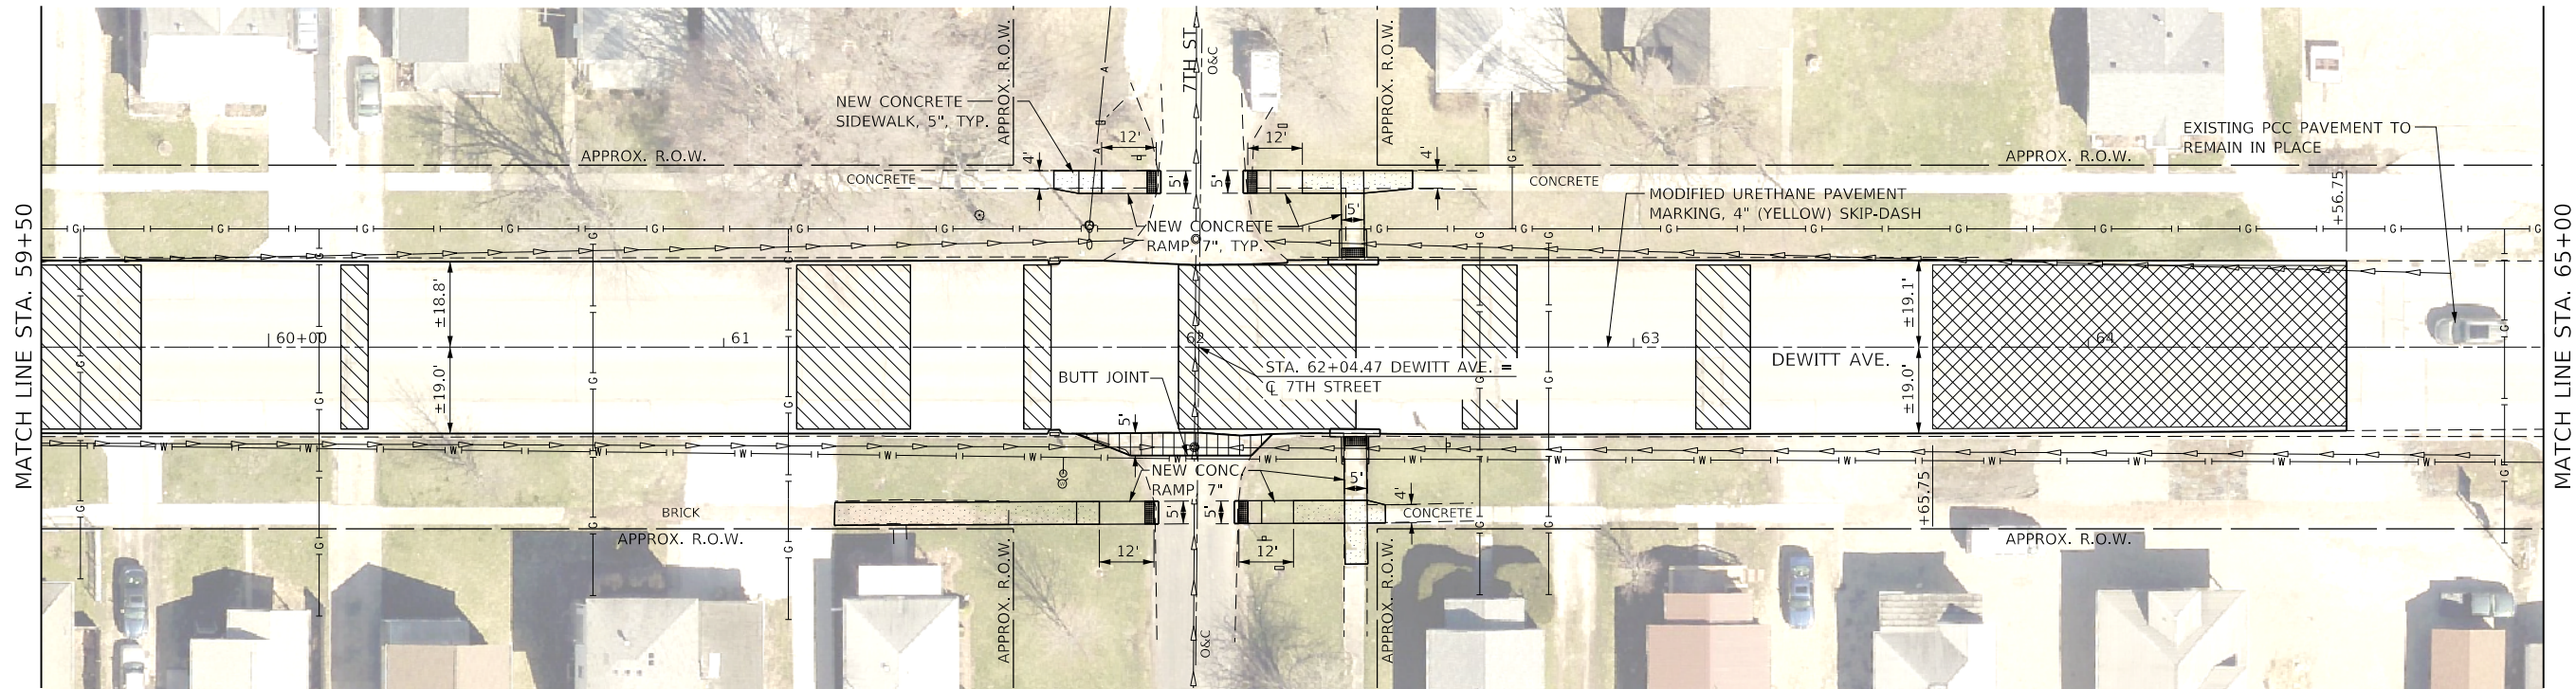 MATCH LINE STA. 59+50
MATCH LINE STA. 65+00
APPROX. R.O.W.
7TH ST.
O&C
APPROX. R.O.W.
NEW CONCRETE
SIDEWALK, 5", TYP.
12'
12'
EXISTING PCC PAVEMENT TO
REMAIN IN PLACE
APPROX. R.O.W.
APPROX. R.O.W.
4'
4'
CONCRETE
5'
5'
CONCRETE
MODIFIED URETHANE PAVEMENT
MARKING, 4" (YELLOW) SKIP-DASH
+56.75
5'
NEW CONCRETE
RAMP, 7", TYP.
A
A
G G G G G G G G G G G G G G G G
±18.8'
±19.1'
60+00
61
62
63
64
STA. 62+04.47 DEWITT AVE. =
℄ 7TH STREET
DEWITT AVE.
BUTT JOINT
±19.0'
±19.0'
5'
W W W W W W W W W W W W W W W W W
NEW CONC.
RAMP, 7"
5'
+65.75
BRICK
5'
5'
4'
CONCRETE
APPROX. R.O.W.
APPROX. R.O.W.
12'
12'
APPROX. R.O.W.
O&C
APPROX. R.O.W.